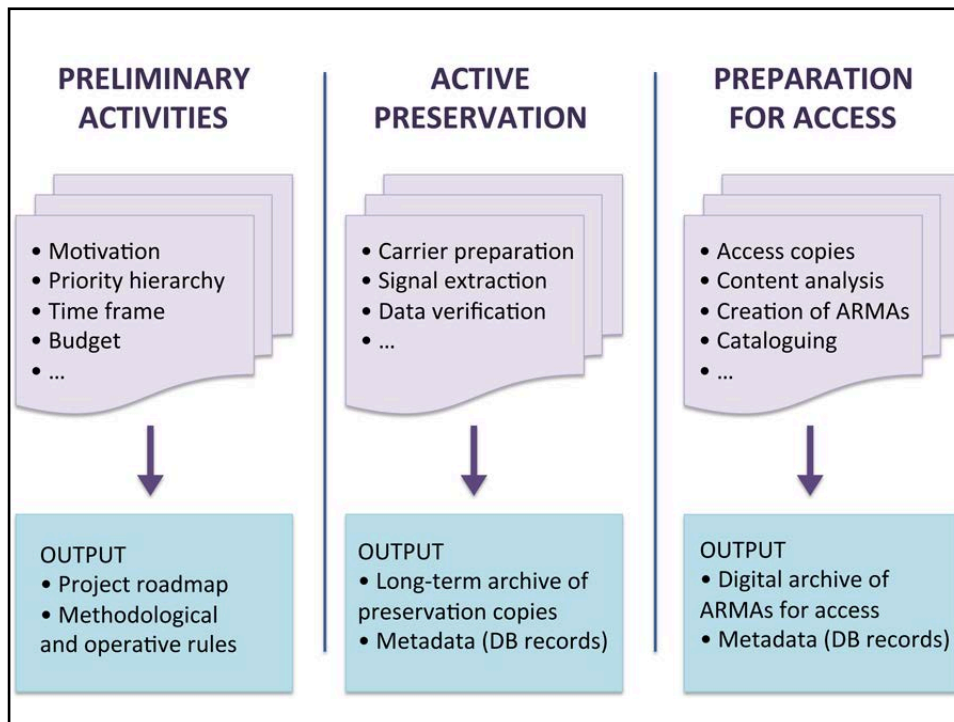 PRELIMINARY
ACTIVITIES
• Motivation
• Priority hierarchy
• Time frame
• Budget
• ...
OUTPUT
• Project roadmap
• Methodological
and operative rules
ACTIVE
PRESERVATION
• Carrier preparation
• Signal extraction
• Data verification
• ...
OUTPUT
• Long-term archive of
preservation copies
• Metadata (DB records)
PREPARATION
FOR ACCESS
• Access copies
• Content analysis
• Creation of ARMAs
• Cataloguing
• ...
OUTPUT
• Digital archive of
ARMAs for access
• Metadata (DB records)